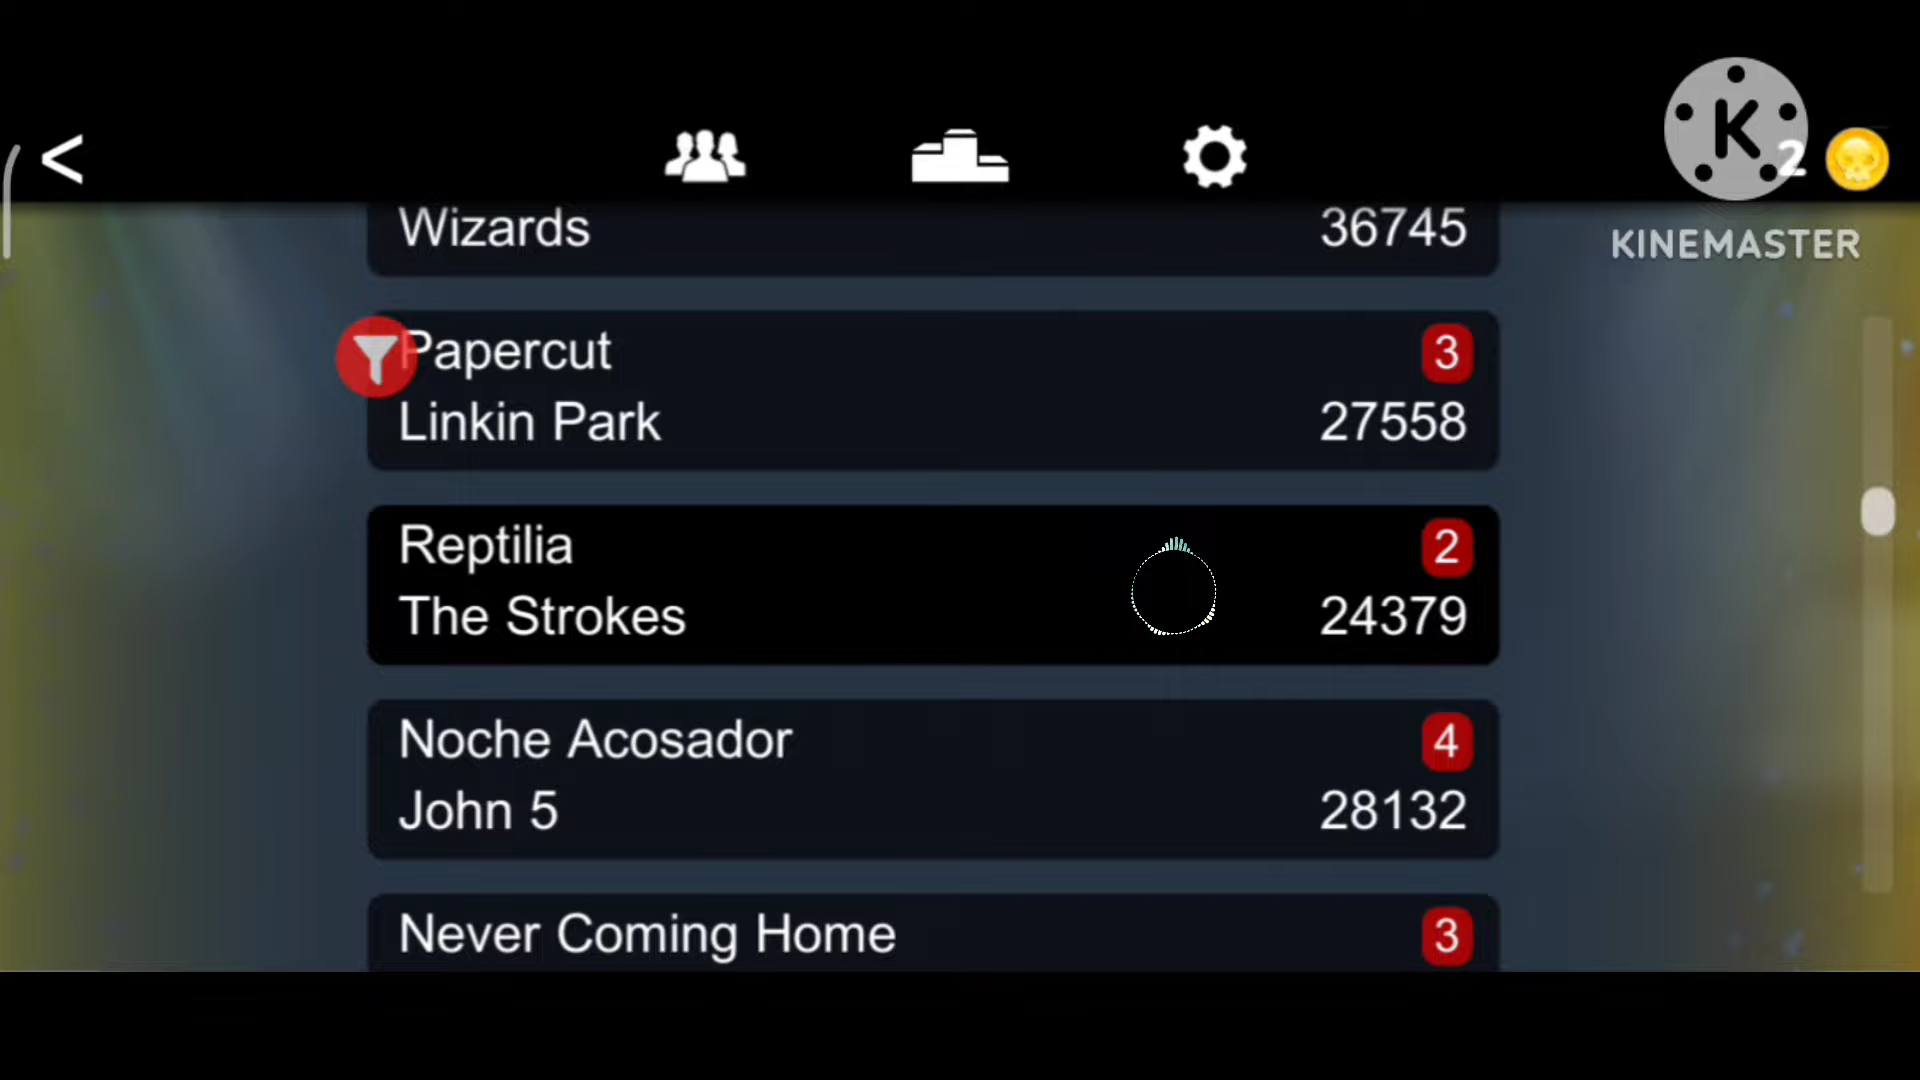 <
K
2
KINEMASTER
Wizards 36745
Papercut 3
Linkin Park 27558
Reptilia 2
The Strokes 24379
Noche Acosador 4
John 5 28132
Never Coming Home 3